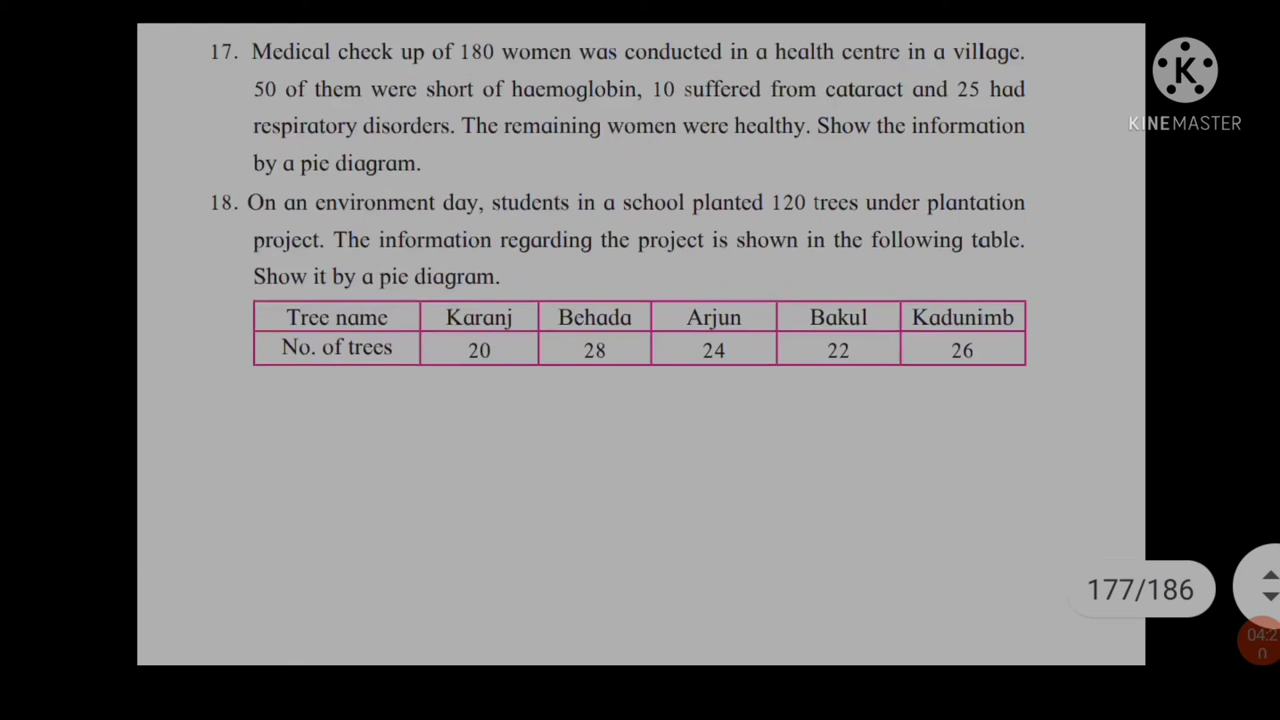 17. Medical check up of 180 women was conducted in a health centre in a village.
50 of them were short of haemoglobin, 10 suffered from cataract and 25 had
respiratory disorders. The remaining women were healthy. Show the information
by a pie diagram.
18. On an environment day, students in a school planted 120 trees under plantation
project. The information regarding the project is shown in the following table.
Show it by a pie diagram.
Tree name Karanj Behada Arjun Bakul Kadunimb
No. of trees 20 28 24 22 26
K
KINEMASTER
177/186
04:2
0